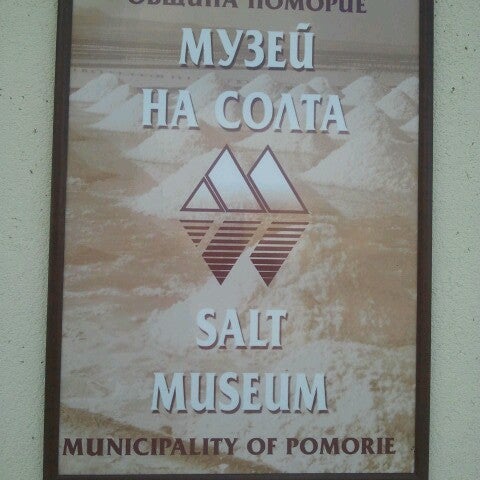 ОБЩИНА ПОМОРИЕ
МУЗЕЙ
НА СОЛТА
SALT
MUSEUM
MUNICIPALITY OF POMORIE